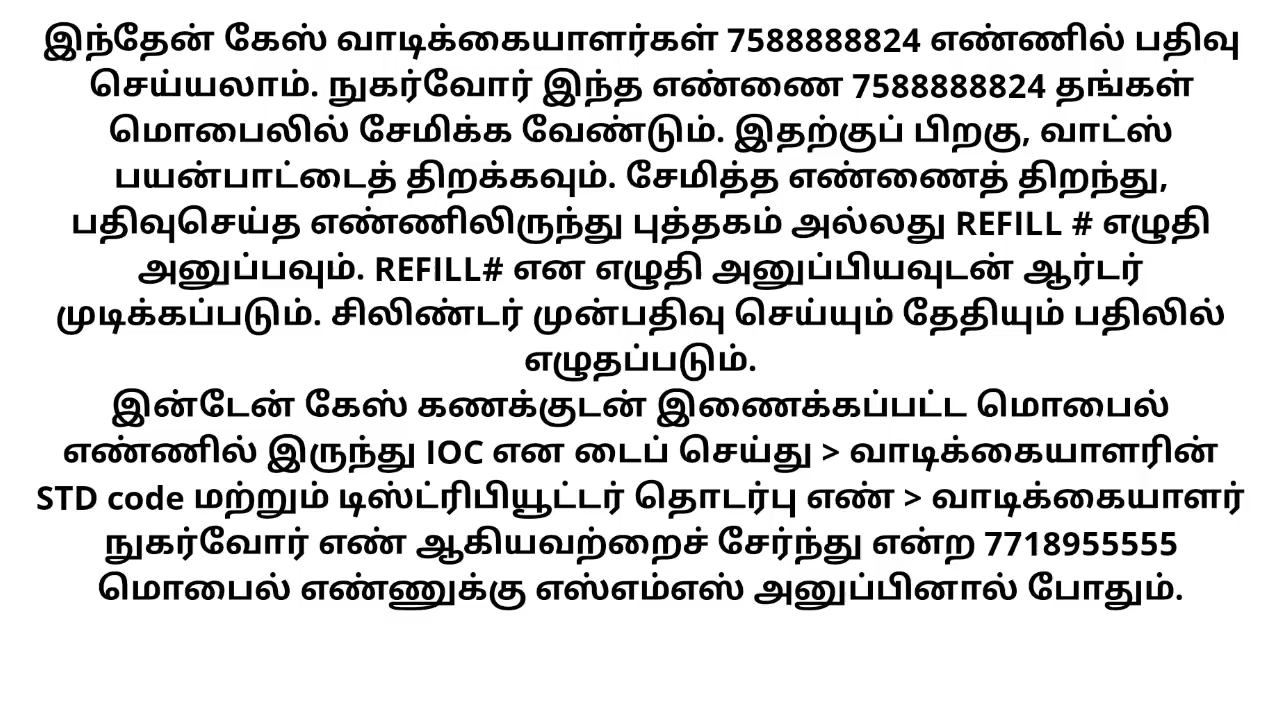 இந்தேன் கேஸ் வாடிக்கையாளர்கள் 7588888824 எண்ணில் பதிவு
செய்யலாம். நுகர்வோர் இந்த எண்ணை 7588888824 தங்கள்
மொபைலில் சேமிக்க வேண்டும். இதற்குப் பிறகு, வாட்ஸ்
பயன்பாட்டைத் திறக்கவும். சேமித்த எண்ணைத் திறந்து,
பதிவுசெய்த எண்ணிலிருந்து புத்தகம் அல்லது REFILL # எழுதி
அனுப்பவும். REFILL# என எழுதி அனுப்பியவுடன் ஆர்டர்
முடிக்கப்படும். சிலிண்டர் முன்பதிவு செய்யும் தேதியும் பதிலில்
எழுதப்படும்.
இன்டேன் கேஸ் கணக்குடன் இணைக்கப்பட்ட மொபைல்
எண்ணில் இருந்து IOC என டைப் செய்து > வாடிக்கையாளரின்
STD code மற்றும் டிஸ்ட்ரிபியூட்டர் தொடர்பு எண் > வாடிக்கையாளர்
நுகர்வோர் எண் ஆகியவற்றைச் சேர்ந்து என்ற 7718955555
மொபைல் எண்ணுக்கு எஸ்எம்எஸ் அனுப்பினால் போதும்.